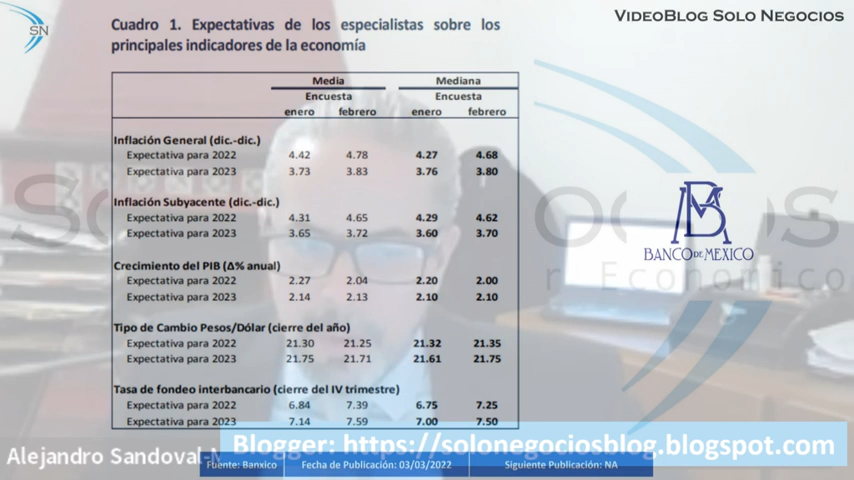 SN
VIDEOBLOG SOLO NEGOCIOS
Cuadro 1. Expectativas de los especialistas sobre los
principales indicadores de la economía
Media Mediana
Encuesta Encuesta
enero febrero enero febrero
Inflación General (dic.-dic.)
Expectativa para 2022 4.42 4.78 4.27 4.68
Expectativa para 2023 3.73 3.83 3.76 3.80
Inflación Subyacente (dic.-dic.)
Expectativa para 2022 4.31 4.65 4.29 4.62
Expectativa para 2023 3.65 3.72 3.60 3.70
Crecimiento del PIB (Δ% anual)
Expectativa para 2022 2.27 2.04 2.20 2.00
Expectativa para 2023 2.14 2.13 2.10 2.10
Tipo de Cambio Pesos/Dólar (cierre del año)
Expectativa para 2022 21.30 21.25 21.32 21.35
Expectativa para 2023 21.75 21.71 21.61 21.75
Tasa de fondeo interbancario (cierre del IV trimestre)
Expectativa para 2022 6.84 7.39 6.75 7.25
Expectativa para 2023 7.14 7.59 7.00 7.50
BANCO DE MEXICO
Económico
Blogger: https://solonegociosblog.blogspot.com
Alejandro Sandoval
Fuente: Banxico Fecha de Publicación: 03/03/2022 Siguiente Publicación: NA